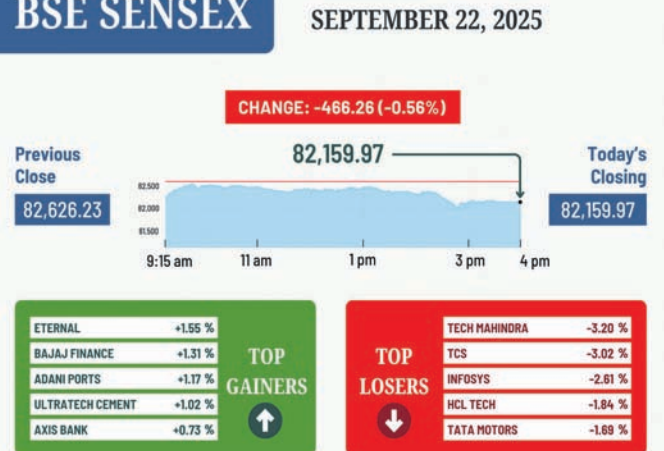 BSE SENSEX
SEPTEMBER 22, 2025
CHANGE: -466.26 (-0.56%)
Previous
Close
82,626.23
82,159.97
Today's
Closing
82,159.97
82,500
82,000
81,500
9:15 am 11 am 1 pm 3 pm 4 pm
ETERNAL +1.55 %
BAJAJ FINANCE +1.31 %
ADANI PORTS +1.17 %
ULTRATECH CEMENT +1.02 %
AXIS BANK +0.73 %
TOP
GAINERS
TOP
LOSERS
TECH MAHINDRA -3.20 %
TCS -3.02 %
INFOSYS -2.61 %
HCL TECH -1.84 %
TATA MOTORS -1.69 %